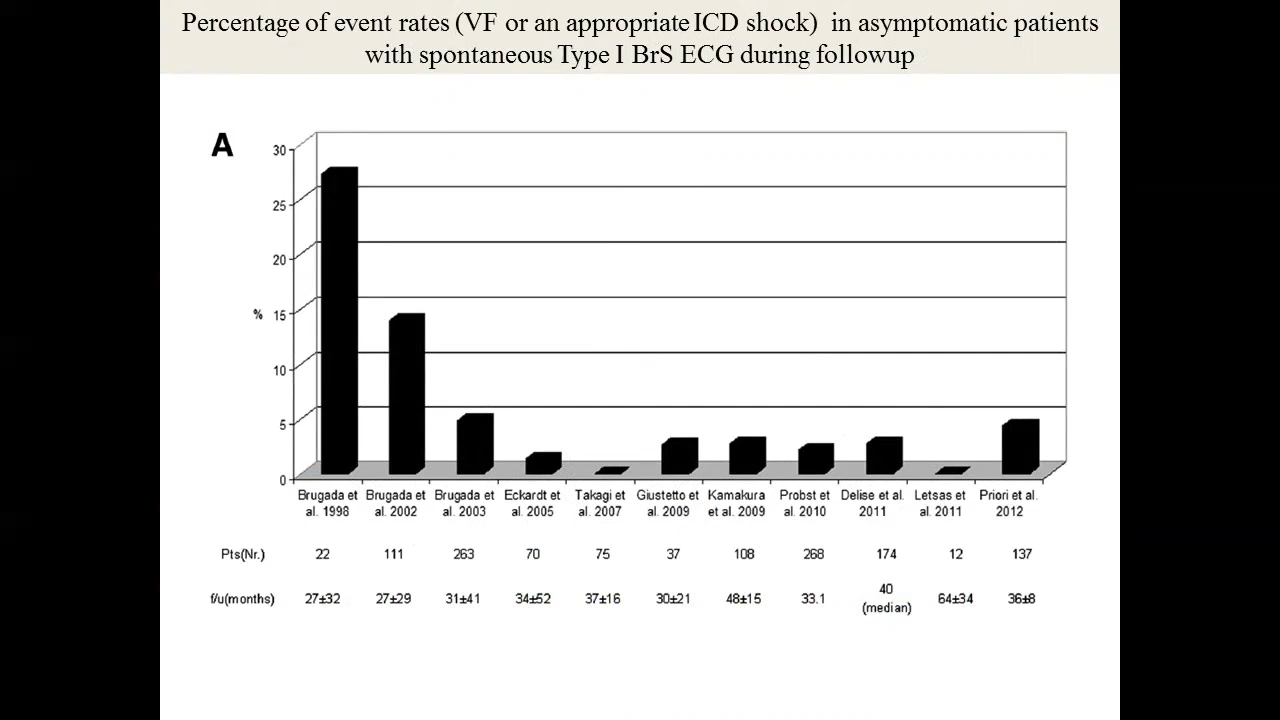 Percentage of event rates (VF or an appropriate ICD shock) in asymptomatic patients
with spontaneous Type I BrS ECG during followup
A
30
25
20
% 15
10
5
0
Brugada et Brugada et Brugada et Eckardt et Takagi et Giustetto et Kamakura Probst et Delise et al. Letsas et Priori et al.
al. 1998 al. 2002 al. 2003 al. 2005 al. 2007 al. 2009 et al. 2009 al. 2010 2011 al. 2011 2012
Pts(Nr.) 22 111 263 70 75 37 108 268 174 12 137
f/u(months) 27±32 27±29 31±41 34±52 37±16 30±21 48±15 33.1 40 64±34 36±8
(median)